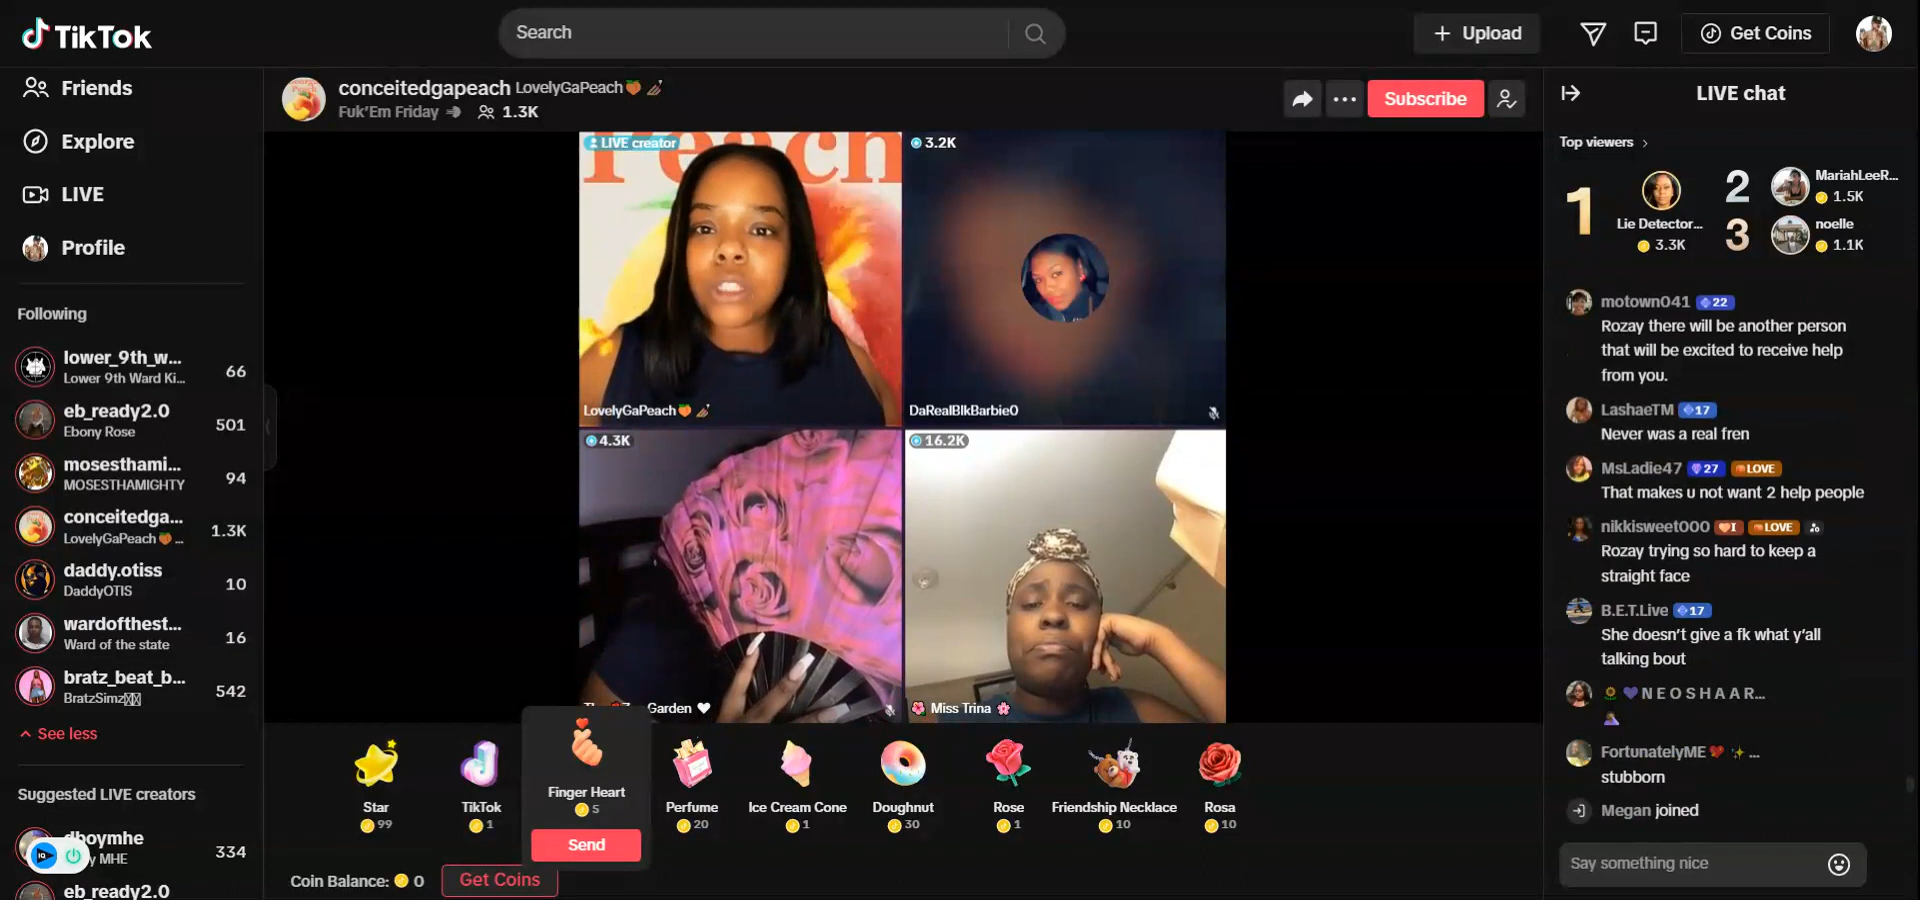 TikTok
Search
Upload
Get Coins
Friends
Explore
LIVE
Profile
Following
lower_9th_w...
Lower 9th Ward Ki...
66
eb_ready2.0
Ebony Rose
501
mosesthami...
MOSESTHAMIGHTY
94
conceitedga...
LovelyGaPeach🍑 ...
1.3K
daddy.otiss
DaddyOTIS
10
wardofthest...
Ward of the state
16
bratz_beat_b...
BratzSimz
542
See less
Suggested LIVE creators
dboymhe
y MHE
334
eb_ready2.0
conceitedgapeach LovelyGaPeach🍑💅🏾
Fuk'Em Friday 💨 1.3K
Subscribe
LIVE creator
Peach
LovelyGaPeach🍑💅🏾
3.2K
DaRealBlkBarbie0
4.3K
Garden 🤍
16.2K
🌺 Miss Trina 🌸
Star
99
TikTok
1
Finger Heart
5
Send
Perfume
20
Ice Cream Cone
1
Doughnut
30
Rose
1
Friendship Necklace
10
Rosa
10
Coin Balance: 0
Get Coins
LIVE chat
Top viewers >
1
Lie Detector...
3.3K
2
MariahLeeR...
1.5K
3
noelle
1.1K
motown041 22
Rozay there will be another person
that will be excited to receive help
from you.
LashaeTM 17
Never was a real fren
MsLadie47 27 LOVE
That makes u not want 2 help people
nikkisweet000 I LOVE
Rozay trying so hard to keep a
straight face
B.E.T.Live 17
She doesn't give a fk what y'all
talking bout
🌻💜N E O S H A A R...
🤦🏾‍♀️
FortunatelyME❤️✨...
stubborn
Megan joined
Say something nice